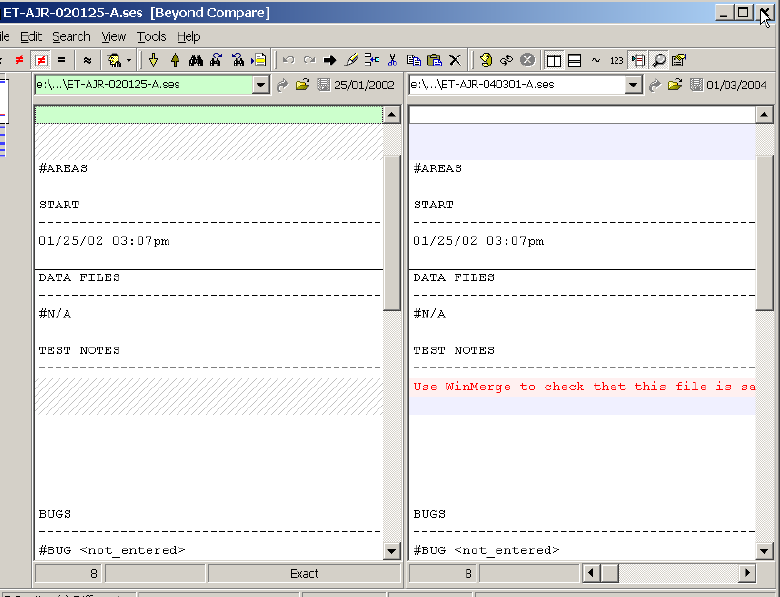 ET-AJR-020125-A.ses [Beyond Compare]
Edit Search View Tools Help
123
e:\...\ET-AJR-020125-A.ses 25/01/2002 e:\...\ET-AJR-040301-A.ses 01/03/2004
#AREAS #AREAS
START START
01/25/02 03:07pm 01/25/02 03:07pm
DATA FILES DATA FILES
#N/A #N/A
TEST NOTES TEST NOTES
Use WinMerge to check that this file is sa
BUGS BUGS
#BUG <not_entered> #BUG <not_entered>
8 Exact 8